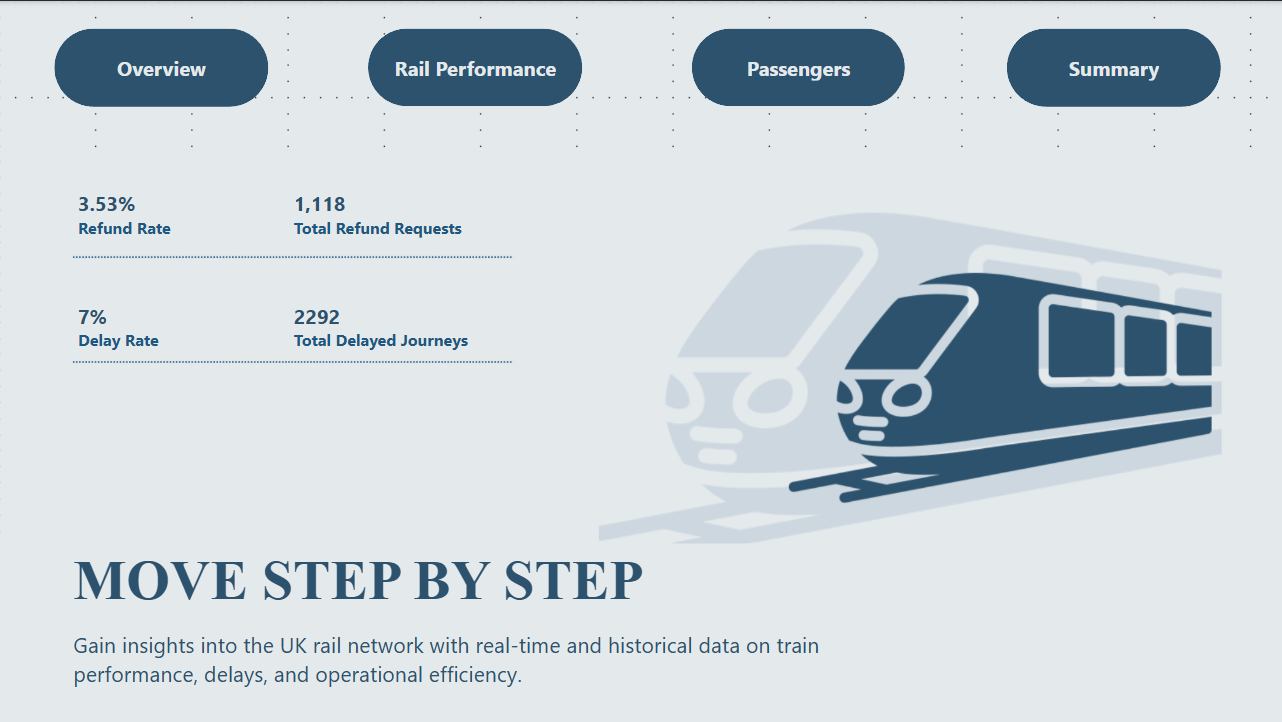 Overview
Rail Performance
Passengers
Summary
3.53%
Refund Rate
1,118
Total Refund Requests
7%
Delay Rate
2292
Total Delayed Journeys
MOVE STEP BY STEP
Gain insights into the UK rail network with real-time and historical data on train
performance, delays, and operational efficiency.